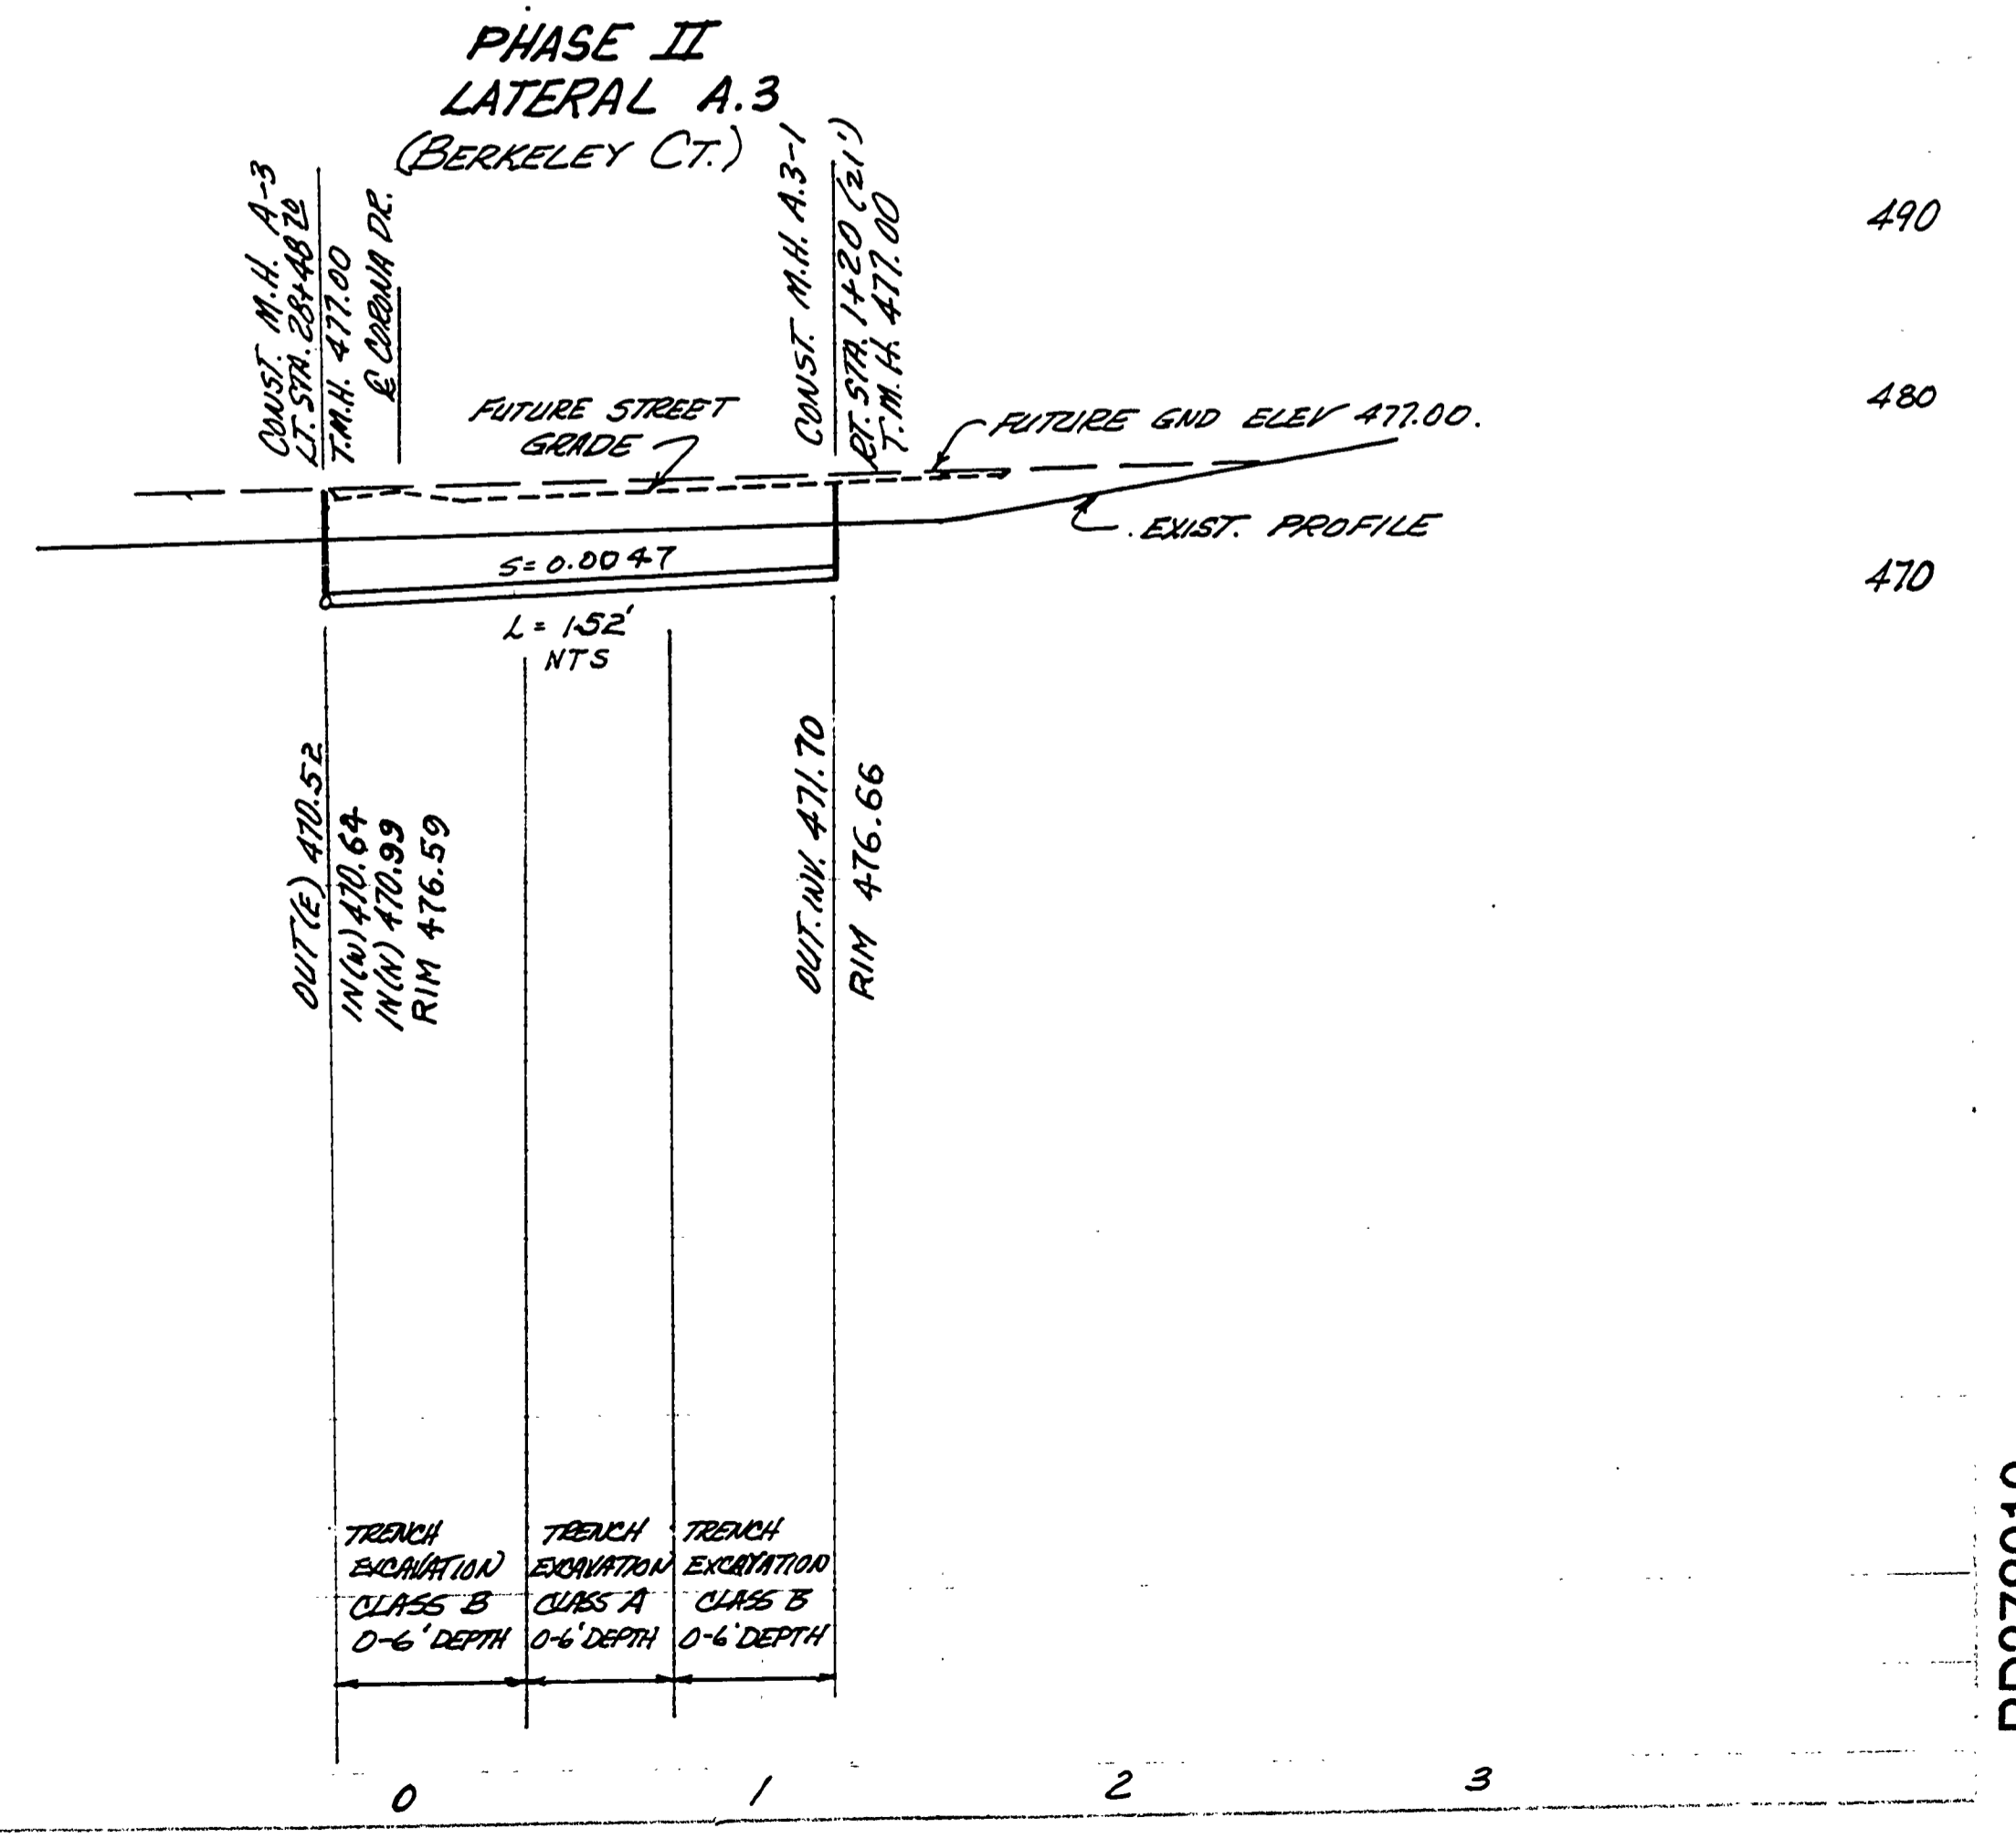 PHASE II
LATERAL A.3
(BERKELEY CT.)
CONST. M.H. A-3
LT. STA. 28+48.70
T.M.H. 477.00
℄ CORONA DR.
CONST. M.H. A.3-1
RT. STA. 1+20 (21')
T.M.H. 477.00
490
480
470
FUTURE STREET
GRADE
FUTURE GND ELEV 477.00.
EXIST. PROFILE
S=0.0047
L=152'
NTS
OUT(E) 470.52
IN(W) 470.64
IN(N) 470.99
RIM 476.59
OUT. INV. 471.70
RIM 476.66
TRENCH
EXCAVATION
CLASS B
0-6' DEPTH
TRENCH
EXCAVATION
CLASS A
0-6' DEPTH
TRENCH
EXCAVATION
CLASS B
0-6' DEPTH
0
1
2
3